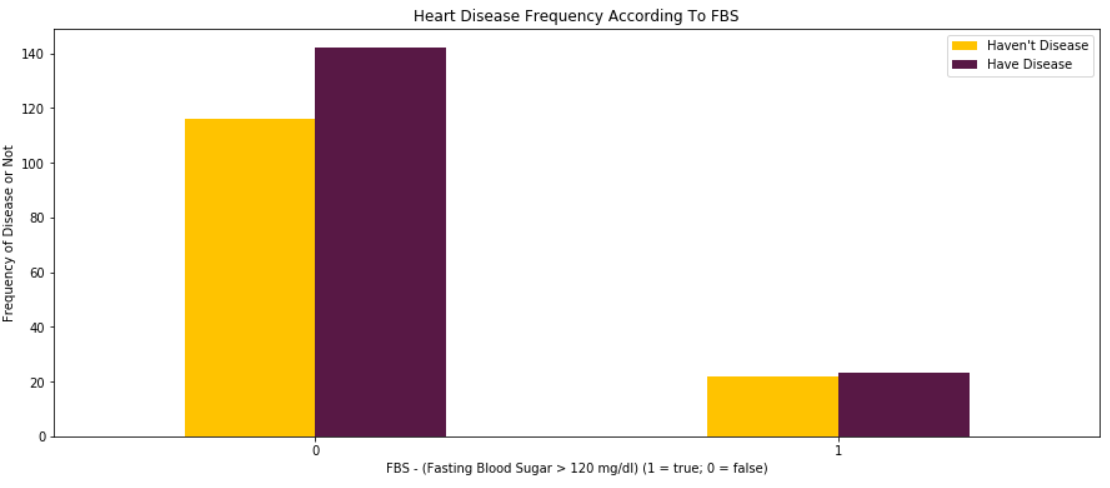 Heart Disease Frequency According To FBS
Haven't Disease
Have Disease
Frequency of Disease or Not
140
120
100
80
60
40
20
0
0
1
FBS - (Fasting Blood Sugar > 120 mg/dl) (1 = true; 0 = false)